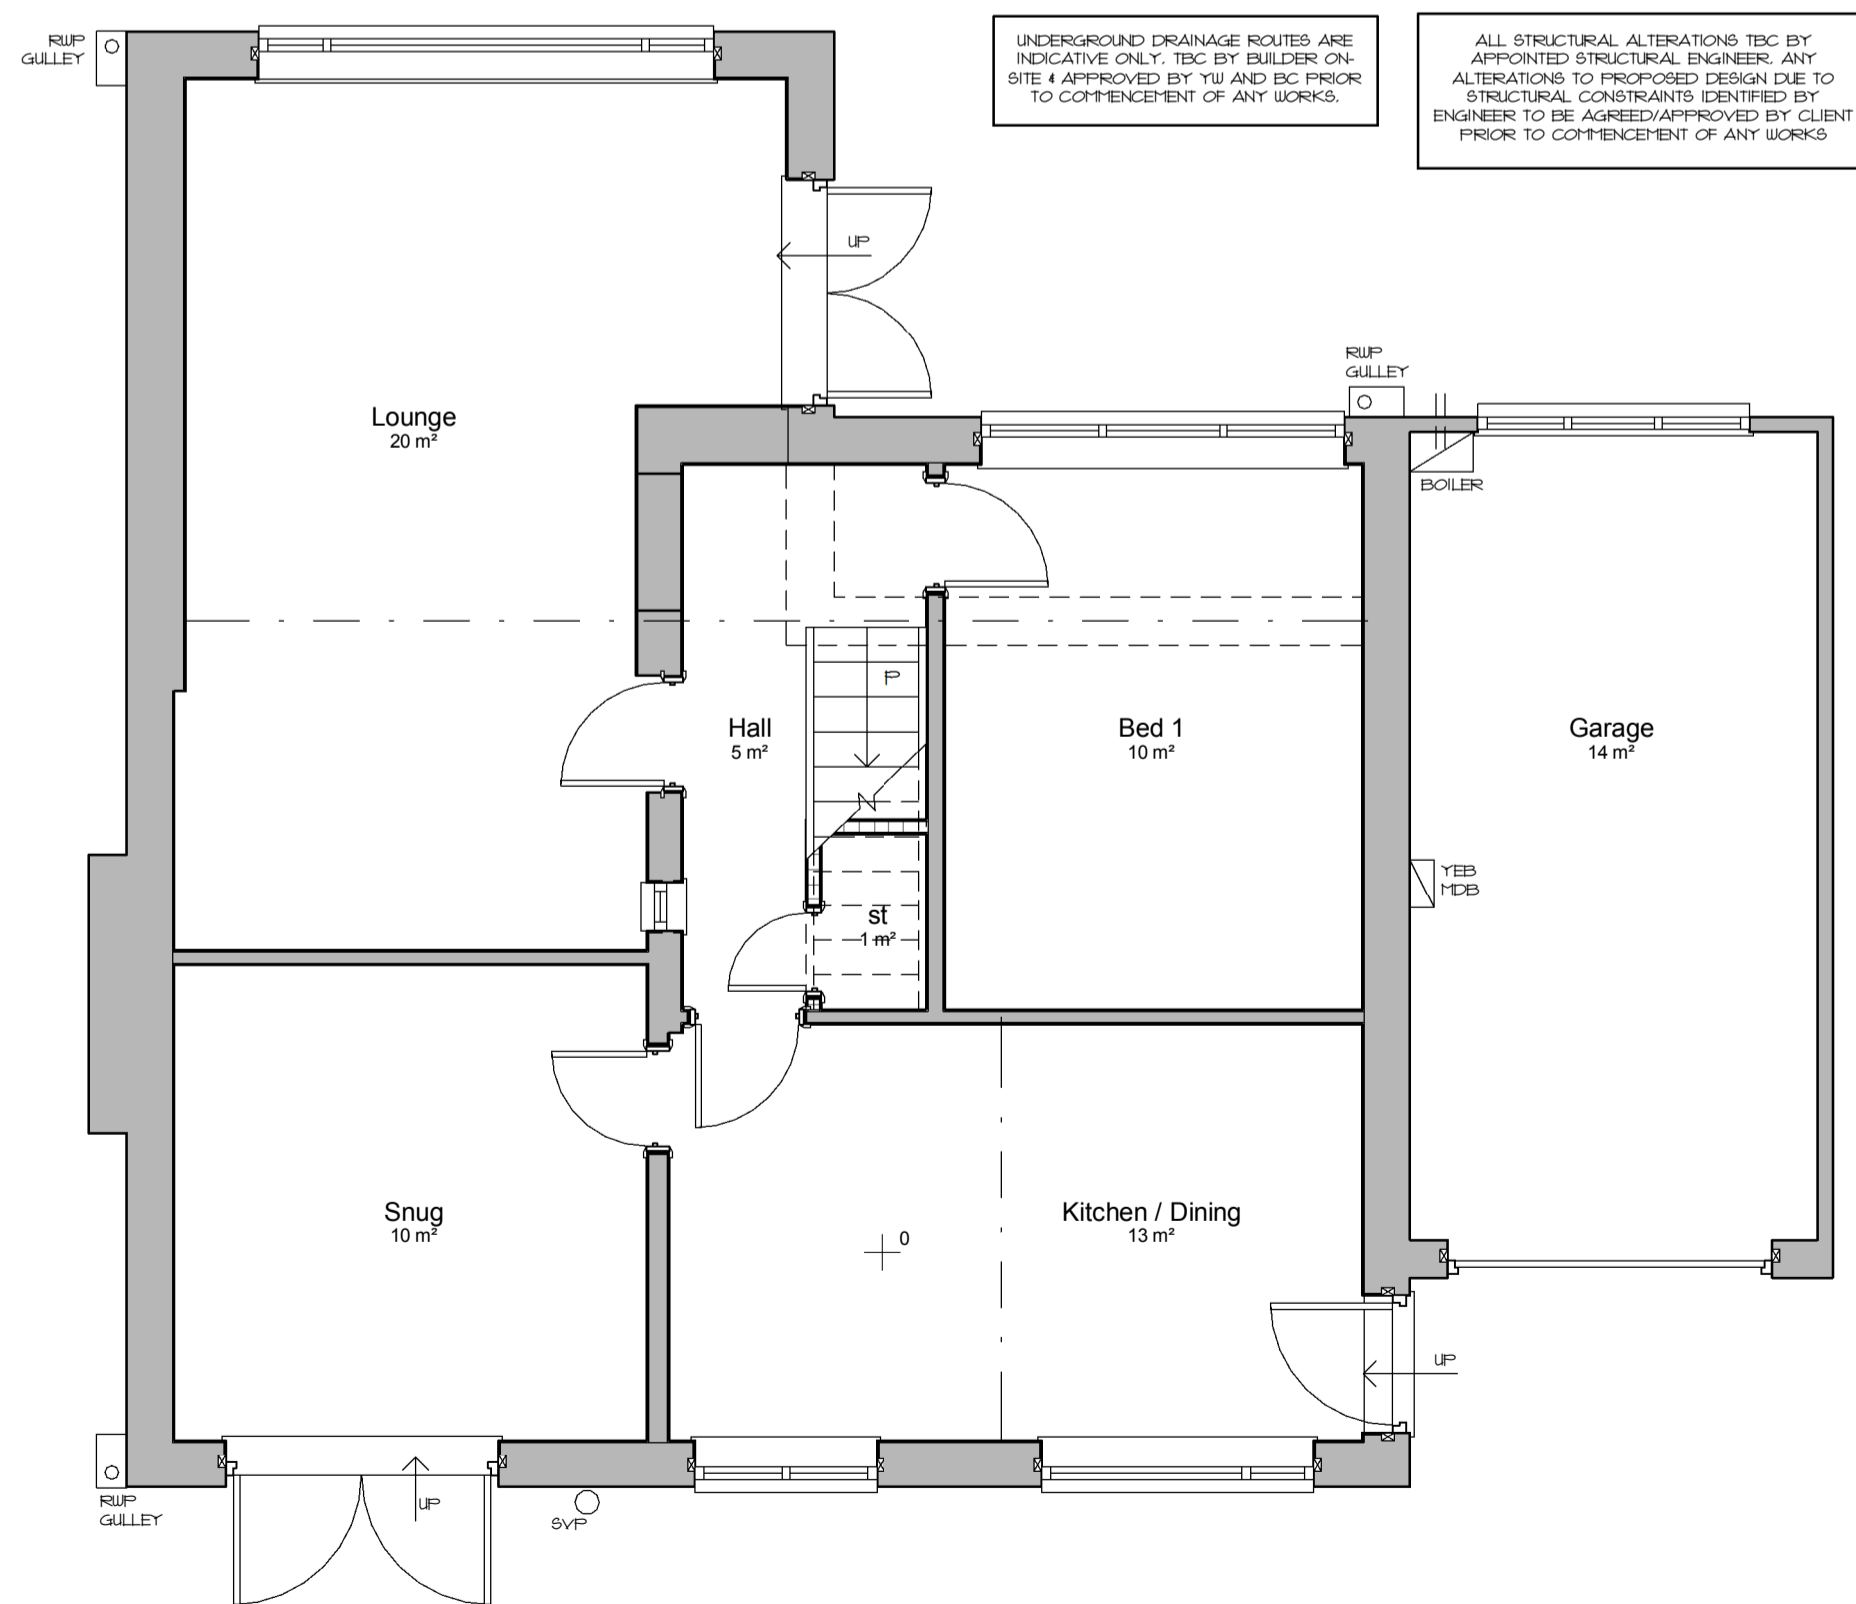 RWP
GULLEY
UNDERGROUND DRAINAGE ROUTES ARE
INDICATIVE ONLY. TBC BY BUILDER ON-
SITE & APPROVED BY YW AND BC PRIOR
TO COMMENCEMENT OF ANY WORKS.
ALL STRUCTURAL ALTERATIONS TBC BY
APPOINTED STRUCTURAL ENGINEER. ANY
ALTERATIONS TO PROPOSED DESIGN DUE TO
STRUCTURAL CONSTRAINTS IDENTIFIED BY
ENGINEER TO BE AGREED/APPROVED BY CLIENT
PRIOR TO COMMENCEMENT OF ANY WORKS
UP
RWP
GULLEY
Lounge
20 m²
BOILER
Hall
5 m²
Bed 1
10 m²
Garage
14 m²
YEB
MDB
st
1 m²
Snug
10 m²
Kitchen / Dining
13 m²
0
UP
RWP
GULLEY
UP
SVP